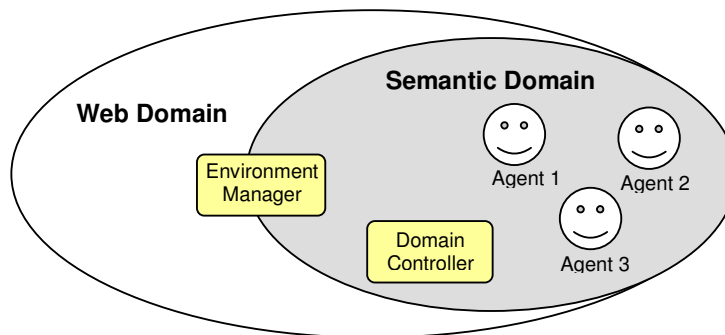 Semantic Domain
Web Domain
Environment
Manager
Agent 1
Agent 2
Domain
Controller
Agent 3